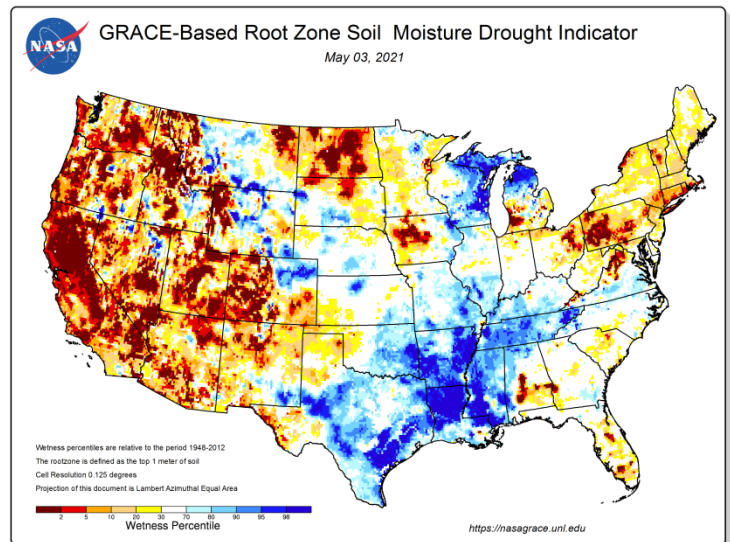 NASA
GRACE-Based Root Zone Soil Moisture Drought Indicator
May 03, 2021
Wetness percentiles are relative to the period 1948-2012
The rootzone is defined as the top 1 meter of soil
Cell Resolution 0.125 degrees
Projection of this document is Lambert Azimuthal Equal Area
2 5 10 20 30 70 80 90 95 98
Wetness Percentile
https://nasagrace.unl.edu